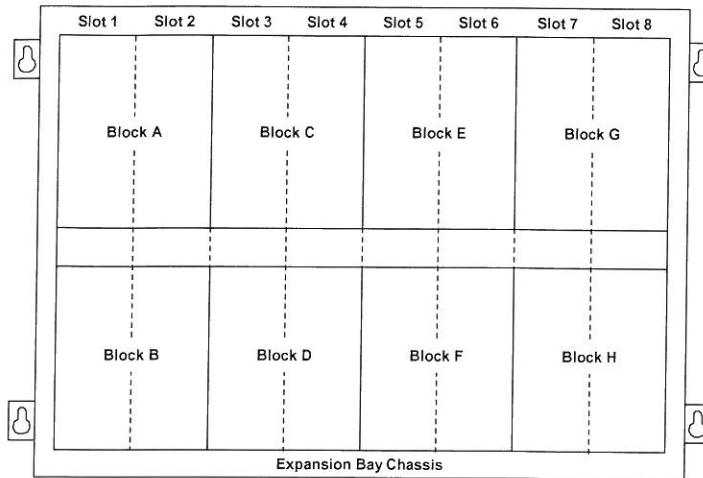 Slot 1 Slot 2 Slot 3 Slot 4 Slot 5 Slot 6 Slot 7 Slot 8
Block A Block C Block E Block G
Block B Block D Block F Block H
Expansion Bay Chassis